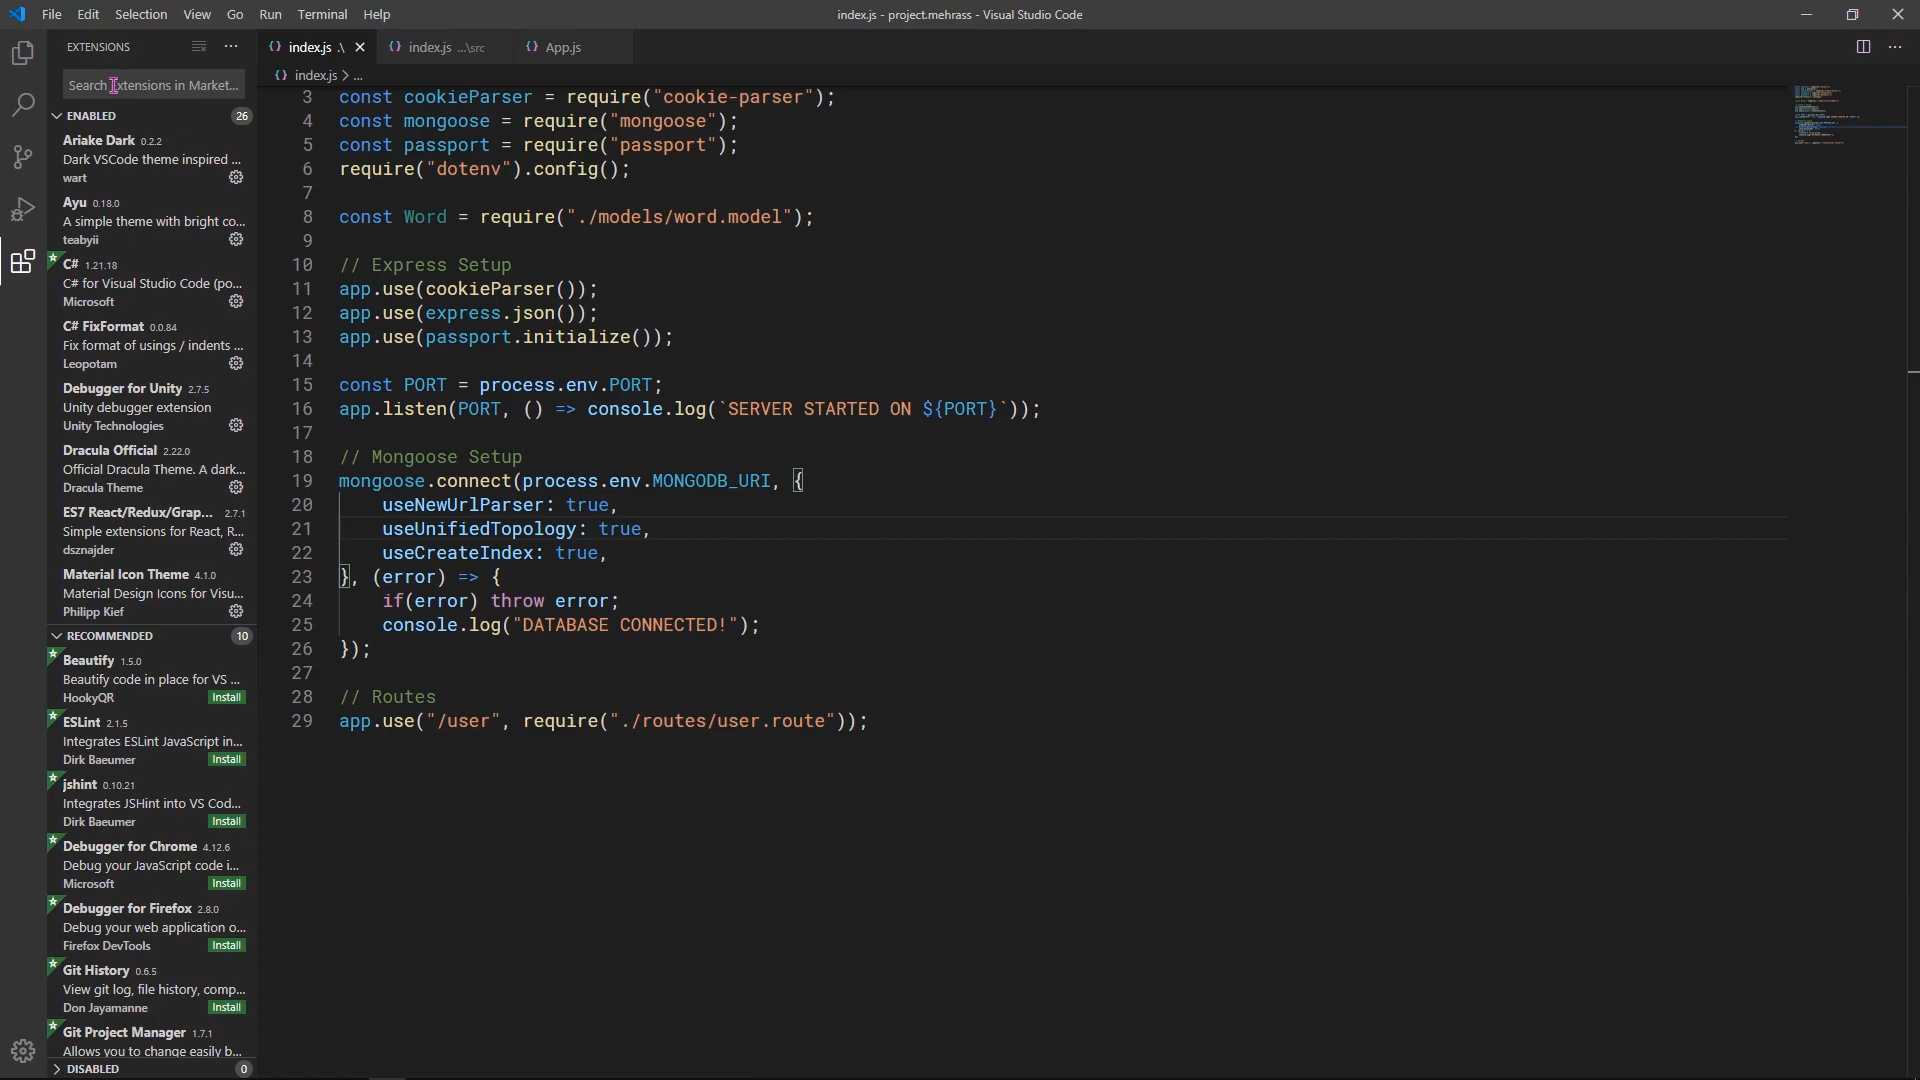 File Edit Selection View Go Run Terminal Help
index.js - project.mehrass - Visual Studio Code
EXTENSIONS
Search Extensions in Market...
ENABLED 26
Ariake Dark 0.2.2
Dark VSCode theme inspired ...
wart
Ayu 0.18.0
A simple theme with bright co...
teabyii
C# 1.21.18
C# for Visual Studio Code (po...
Microsoft
C# FixFormat 0.0.84
Fix format of usings / indents ...
Leopotam
Debugger for Unity 2.7.5
Unity debugger extension
Unity Technologies
Dracula Official 2.22.0
Official Dracula Theme. A dark...
Dracula Theme
ES7 React/Redux/Grap... 2.7.1
Simple extensions for React, R...
dsznajder
Material Icon Theme 4.1.0
Material Design Icons for Visu...
Philipp Kief
RECOMMENDED 10
Beautify 1.5.0
Beautify code in place for VS ...
HookyQR Install
ESLint 2.1.5
Integrates ESLint JavaScript in...
Dirk Baeumer Install
jshint 0.10.21
Integrates JSHint into VS Cod...
Dirk Baeumer Install
Debugger for Chrome 4.12.6
Debug your JavaScript code i...
Microsoft Install
Debugger for Firefox 2.8.0
Debug your web application o...
Firefox DevTools Install
Git History 0.6.5
View git log, file history, comp...
Don Jayamanne Install
Git Project Manager 1.7.1
Allows you to change easily b...
DISABLED 0
index.js .\ index.js ...\src App.js
index.js > ...
3 const cookieParser = require("cookie-parser");
4 const mongoose = require("mongoose");
5 const passport = require("passport");
6 require("dotenv").config();
7
8 const Word = require("./models/word.model");
9
10 // Express Setup
11 app.use(cookieParser());
12 app.use(express.json());
13 app.use(passport.initialize());
14
15 const PORT = process.env.PORT;
16 app.listen(PORT, () => console.log(`SERVER STARTED ON ${PORT}`));
17
18 // Mongoose Setup
19 mongoose.connect(process.env.MONGODB_URI, {
20 useNewUrlParser: true,
21 useUnifiedTopology: true,
22 useCreateIndex: true,
23 }, (error) => {
24 if(error) throw error;
25 console.log("DATABASE CONNECTED!");
26 });
27
28 // Routes
29 app.use("/user", require("./routes/user.route"));